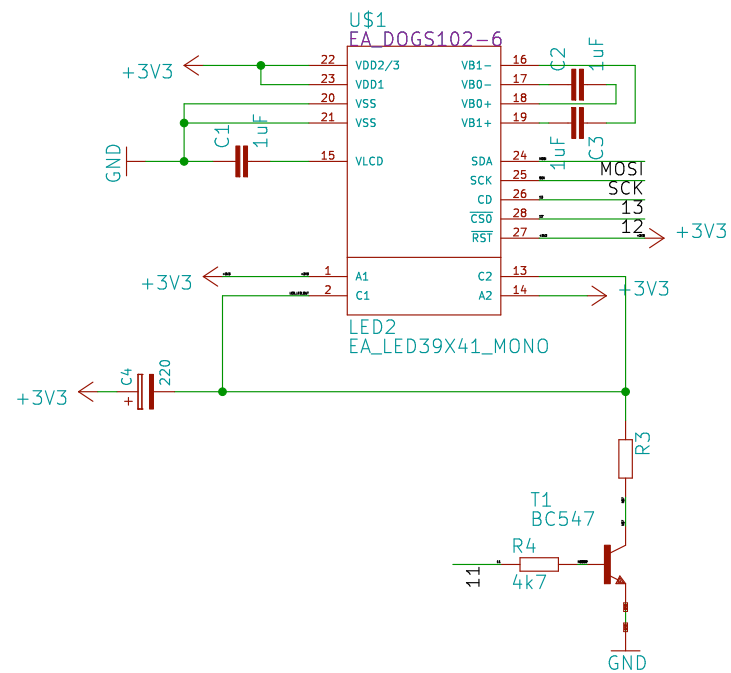 U$1
EA_DOGS102-6
+3V3
22 VDD2/3
23 VDD1
20 VSS
21 VSS
15 VLCD
GND
C1
1uF
VB1- 16
VB0- 17
VB0+ 18
VB1+ 19
C2
1uF
1uF
C3
SDA 24
SCK 25
CD 26
CS0 28
RST 27
MOSI
SCK
13
12
+3V3
+3V3
1 A1
2 C1
C2 13
A2 14
+3V3
LED2
EA_LED39X41_MONO
+3V3
C4
220
+
R3
T1
BC547
R4
4k7
11
GND